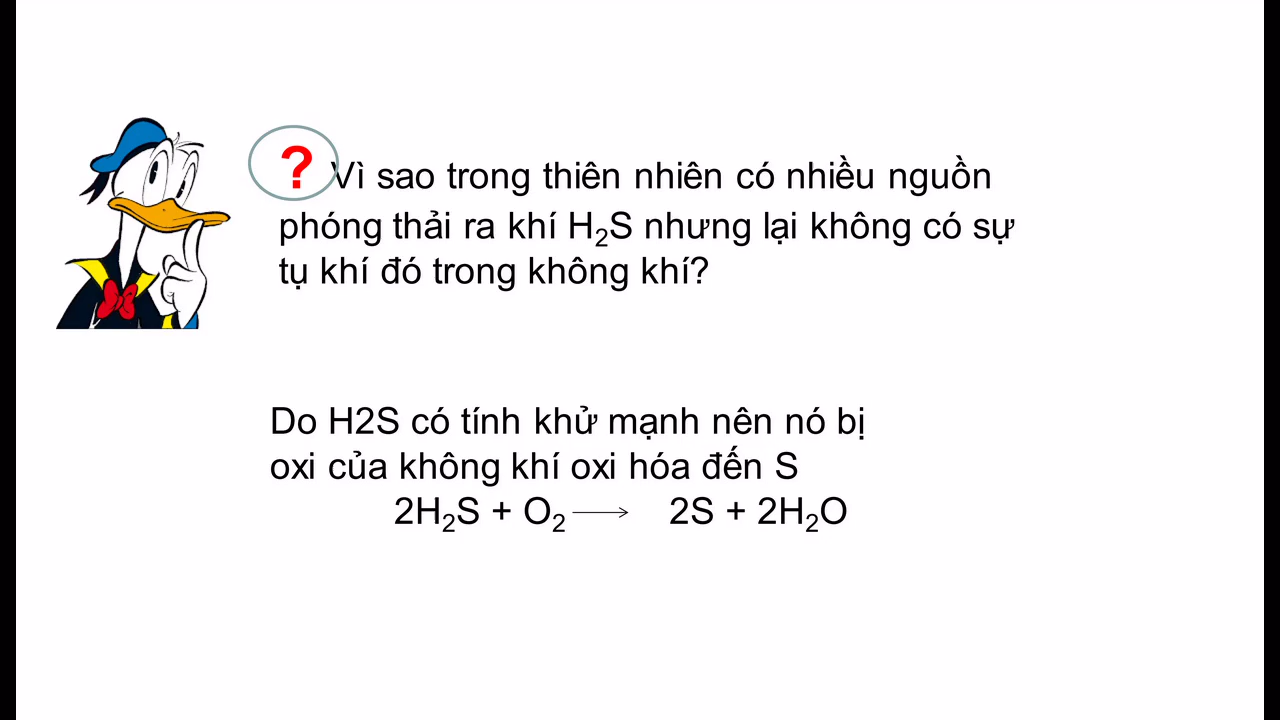 ? Vì sao trong thiên nhiên có nhiều nguồn
phóng thải ra khí H₂S nhưng lại không có sự
tụ khí đó trong không khí?
Do H2S có tính khử mạnh nên nó bị
oxi của không khí oxi hóa đến S
2H₂S + O₂ → 2S + 2H₂O